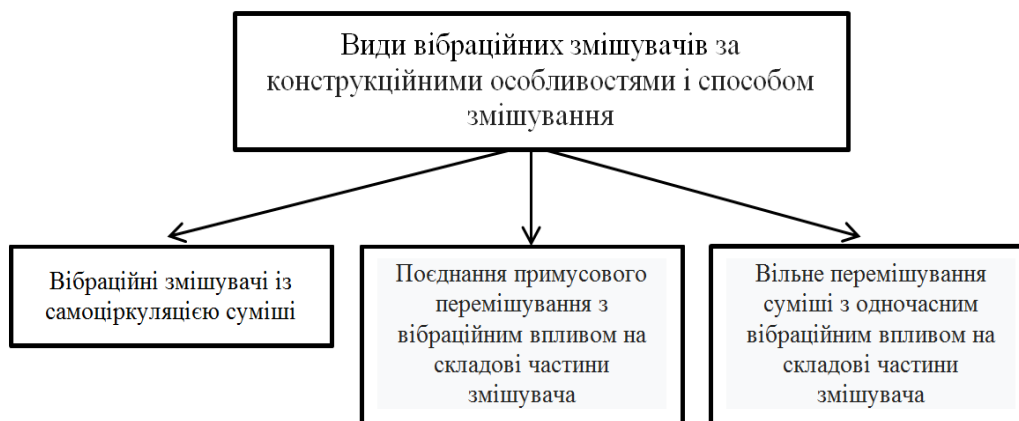 Види вібраційних змішувачів за
конструкційними особливостями і способом
змішування
Вібраційні змішувачі із
самоціркуляцією суміші
Поєднання примусового
перемішування з
вібраційним впливом на
складові частини
змішувача
Вільне перемішування
суміші з одночасним
вібраційним впливом на
складові частини
змішувача